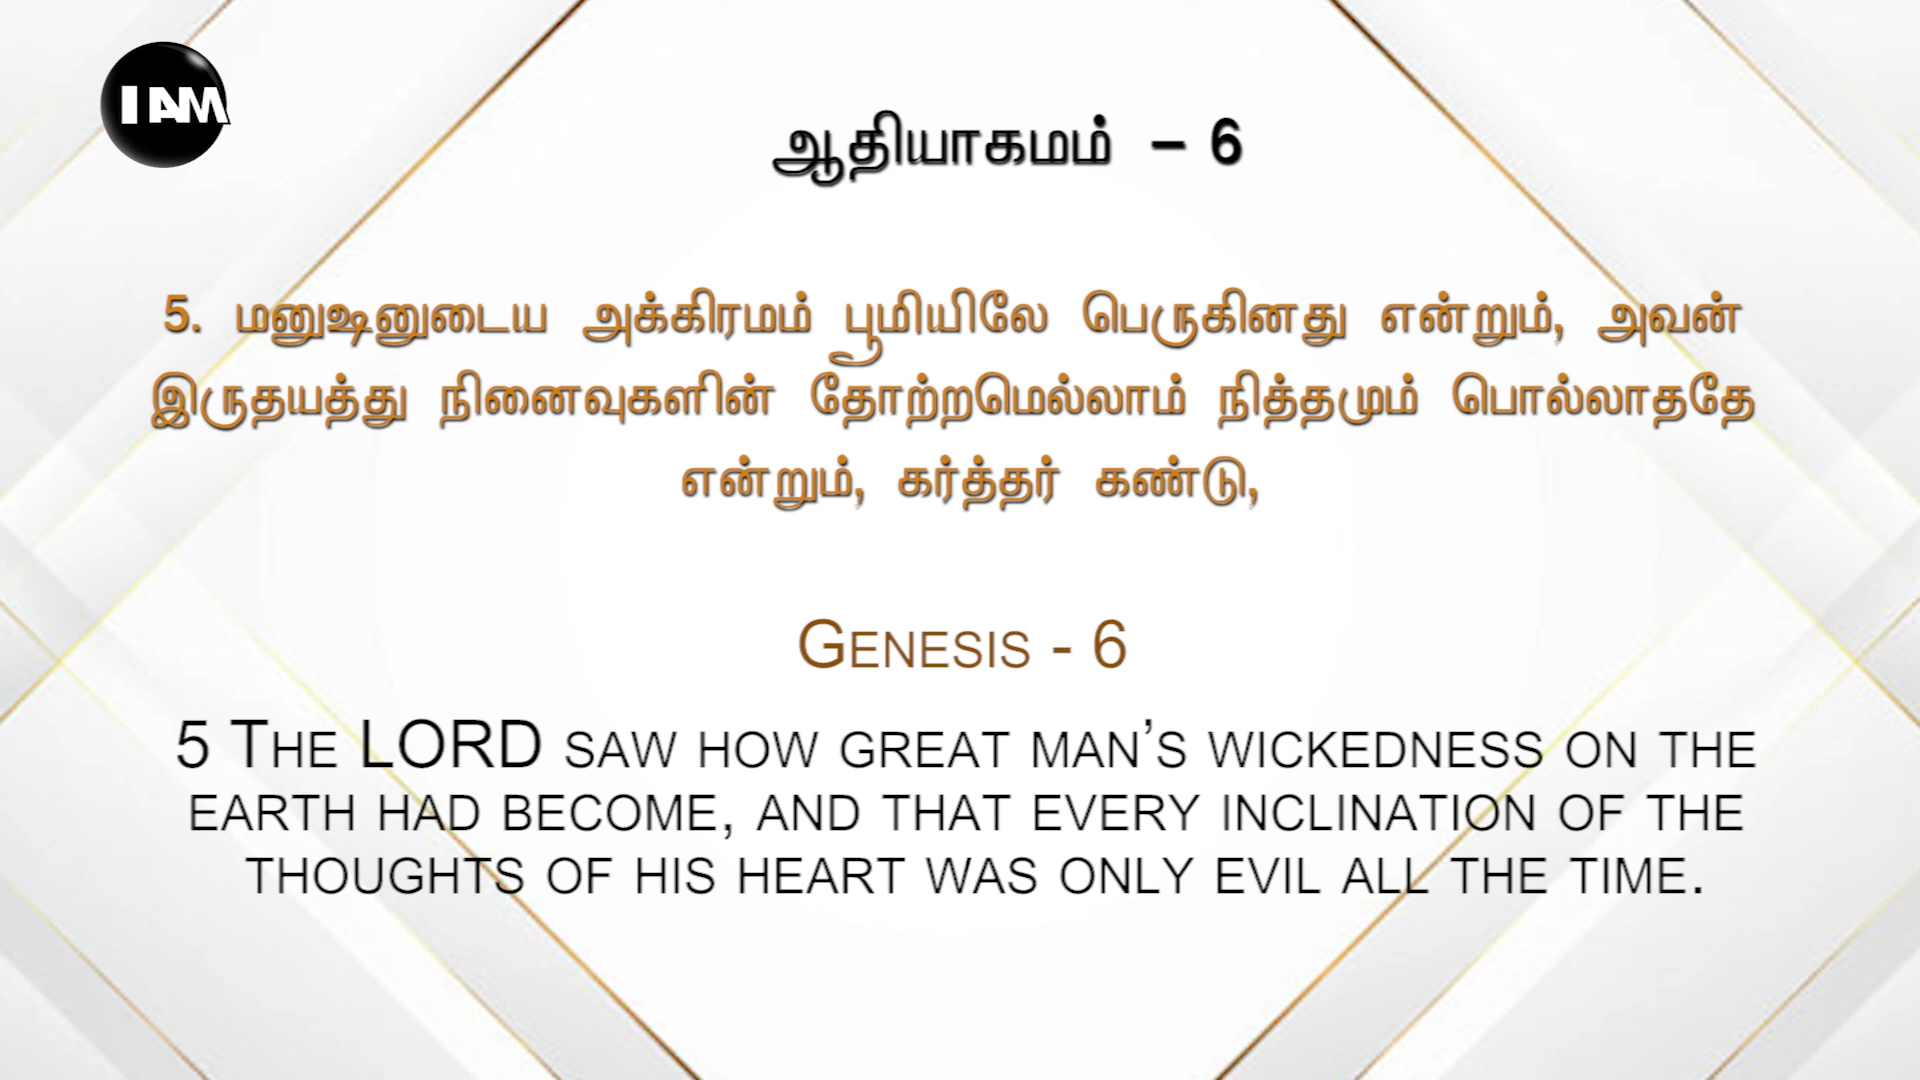 I AM
ஆதியாகமம் – 6
5. மனுஷனுடைய அக்கிரமம் பூமியிலே பெருகினது என்றும், அவன்
இருதயத்து நினைவுகளின் தோற்றமெல்லாம் நித்தமும் பொல்லாததே
என்றும், கர்த்தர் கண்டு,
GENESIS - 6
5 THE LORD SAW HOW GREAT MAN’S WICKEDNESS ON THE
EARTH HAD BECOME, AND THAT EVERY INCLINATION OF THE
THOUGHTS OF HIS HEART WAS ONLY EVIL ALL THE TIME.